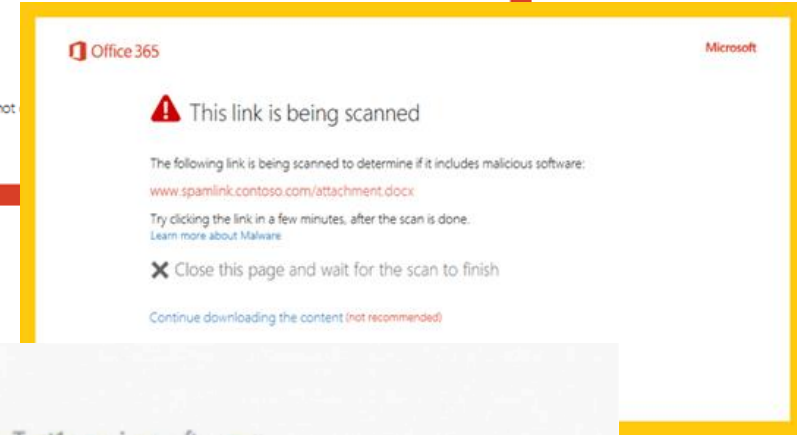 Office 365
Microsoft
This link is being scanned
The following link is being scanned to determine if it includes malicious software:
www.spamlink.contoso.com/attachment.docx
Try clicking the link in a few minutes, after the scan is done.
Learn more about Malware
Close this page and wait for the scan to finish
Continue downloading the content (not recommended)